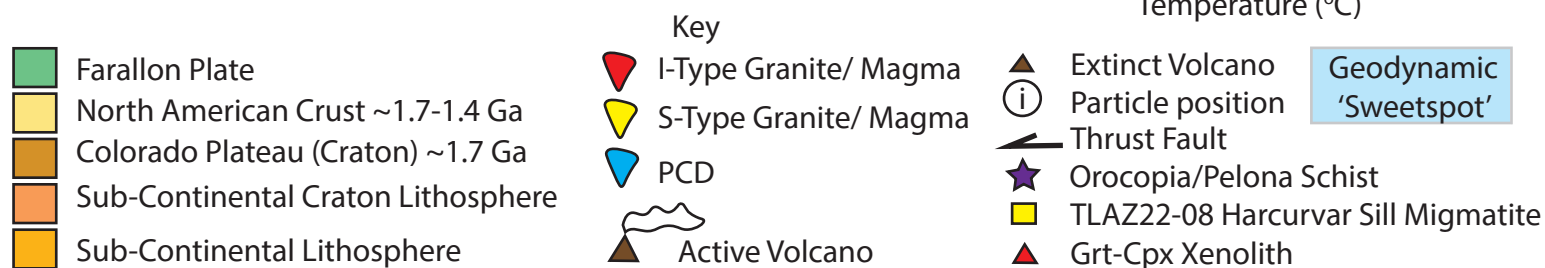 Temperature (ºC)
Key
Farallon Plate
North American Crust ~1.7-1.4 Ga
Colorado Plateau (Craton) ~1.7 Ga
Sub-Continental Craton Lithosphere
Sub-Continental Lithosphere
I-Type Granite/ Magma
S-Type Granite/ Magma
PCD
Active Volcano
Extinct Volcano
i Particle position
Thrust Fault
Orocopia/Pelona Schist
TLAZ22-08 Harcurvar Sill Migmatite
Grt-Cpx Xenolith
Geodynamic
'Sweetspot'